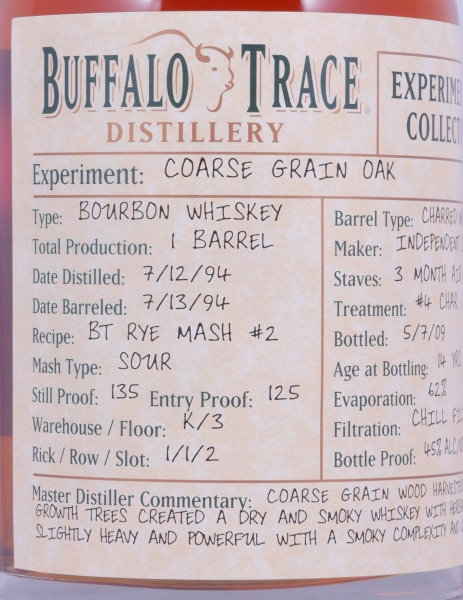 BUFFALO TRACE
DISTILLERY
EXPERIME
COLLECTI
Experiment: COARSE GRAIN OAK
Type: BOURBON WHISKEY
Total Production: 1 BARREL
Date Distilled: 7/12/94
Date Barreled: 7/13/94
Recipe: BT RYE MASH #2
Mash Type: SOUR
Still Proof: 135 Entry Proof: 125
Warehouse / Floor: K/3
Rick / Row / Slot: 1/1/2
Barrel Type: CHARRED
Maker: INDEPENDENT
Staves: 3 MONTH AI
Treatment: #4 CHAR
Bottled: 5/7/09
Age at Bottling: 14 YRS
Evaporation: 62%
Filtration: CHILL FIL
Bottle Proof: 45% ALC/
Master Distiller Commentary: COARSE GRAIN WOOD HARVEST
GROWTH TREES CREATED A DRY AND SMOKY WHISKEY WITH
SLIGHTLY HEAVY AND POWERFUL WITH A SMOKY COMPLEXITY AND